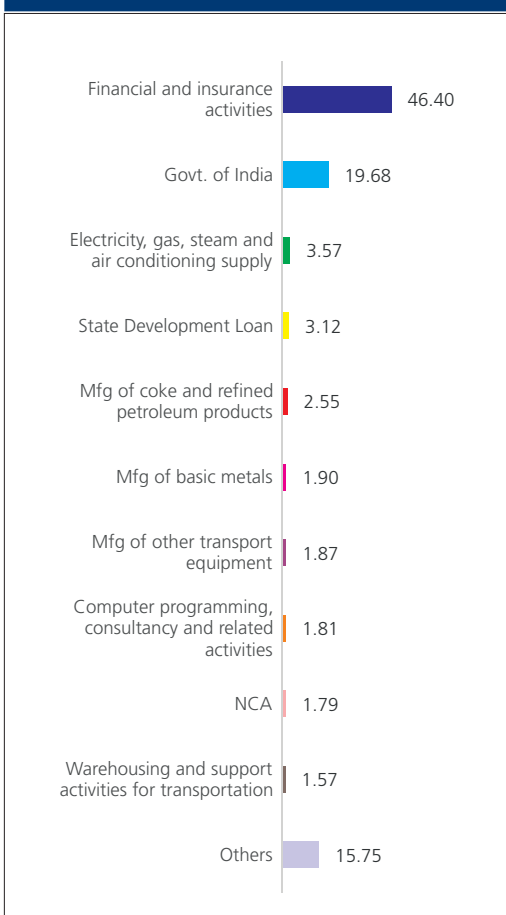 Financial and insurance
activities
46.40
Govt. of India
19.68
Electricity, gas, steam and
air conditioning supply
3.57
State Development Loan
3.12
Mfg of coke and refined
petroleum products
2.55
Mfg of basic metals
1.90
Mfg of other transport
equipment
1.87
Computer programming,
consultancy and related
activities
1.81
NCA
1.79
Warehousing and support
activities for transportation
1.57
Others
15.75